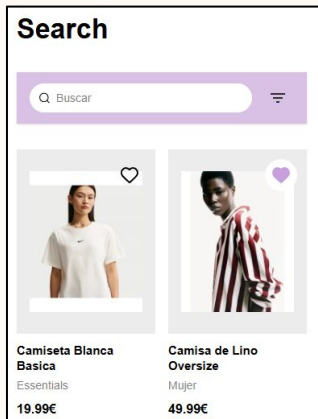 Search
Buscar
Camiseta Blanca
Basica
Essentials
19.99€
Camisa de Lino
Oversize
Mujer
49.99€